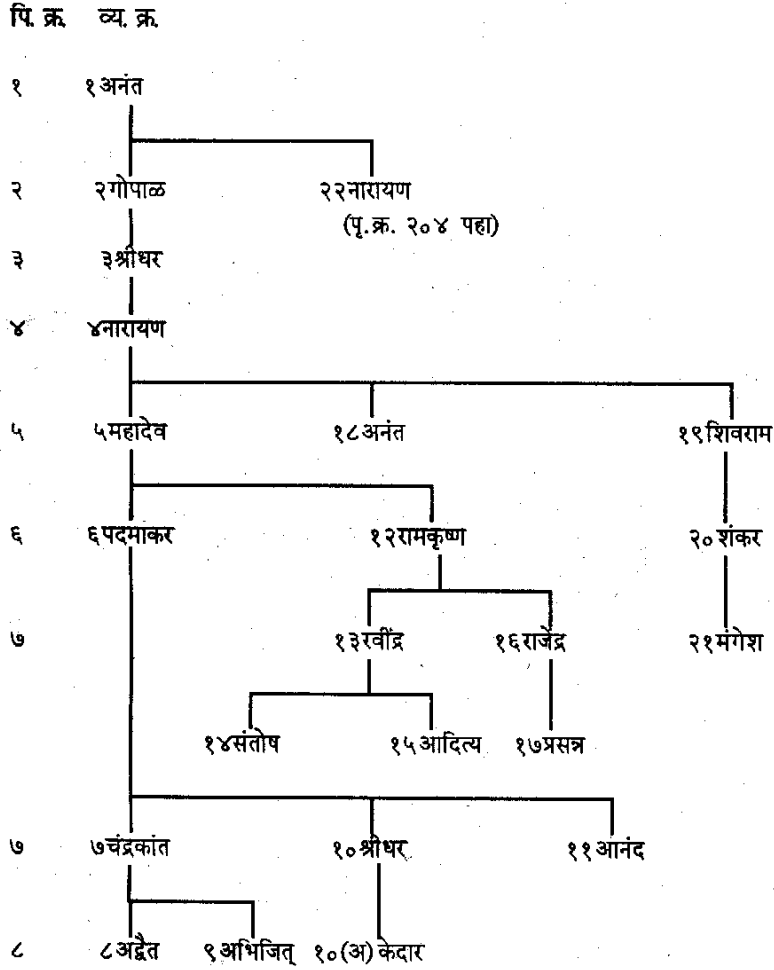 पि. क्र. व्य. क्र.
१ १अनंत
२ २गोपाळ २२नारायण
(पृ.क्र. २०४ पहा)
३ ३श्रीधर
४ ४नारायण
५ ५महादेव १८अनंत १९शिवराम
६ ६पदमाकर १२रामकृष्ण २०शंकर
७ १३रवींद्र १६राजेंद्र २१मंगेश
१४संतोष १५आदित्य १७प्रसन्न
७ ७चंद्रकांत १०श्रीधर ११आनंद
८ ८अद्वैत ९अभिजित् १०(अ) केदार